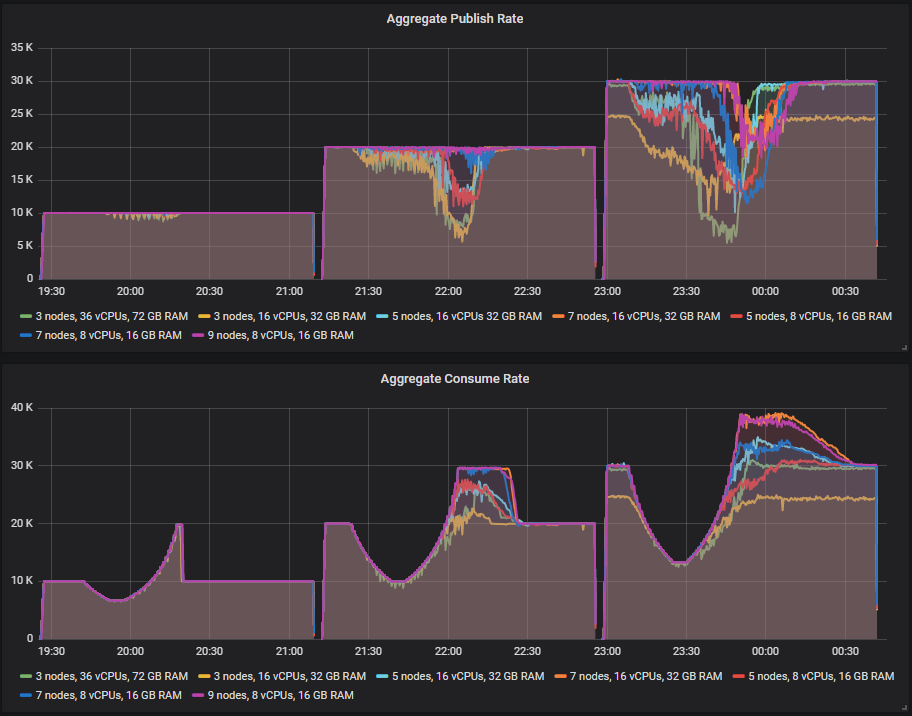 Aggregate Publish Rate
35 K
30 K
25 K
20 K
15 K
10 K
5 K
0
19:30 20:00 20:30 21:00 21:30 22:00 22:30 23:00 23:30 00:00 00:30
3 nodes, 36 vCPUs, 72 GB RAM 3 nodes, 16 vCPUs, 32 GB RAM 5 nodes, 16 vCPUs 32 GB RAM 7 nodes, 16 vCPUs, 32 GB RAM 5 nodes, 8 vCPUs, 16 GB RAM
7 nodes, 8 vCPUs, 16 GB RAM 9 nodes, 8 vCPUs, 16 GB RAM
Aggregate Consume Rate
40 K
30 K
20 K
10 K
0
19:30 20:00 20:30 21:00 21:30 22:00 22:30 23:00 23:30 00:00 00:30
3 nodes, 36 vCPUs, 72 GB RAM 3 nodes, 16 vCPUs, 32 GB RAM 5 nodes, 16 vCPUs, 32 GB RAM 7 nodes, 16 vCPUs, 32 GB RAM 5 nodes, 8 vCPUs, 16 GB RAM
7 nodes, 8 vCPUs, 16 GB RAM 9 nodes, 8 vCPUs, 16 GB RAM